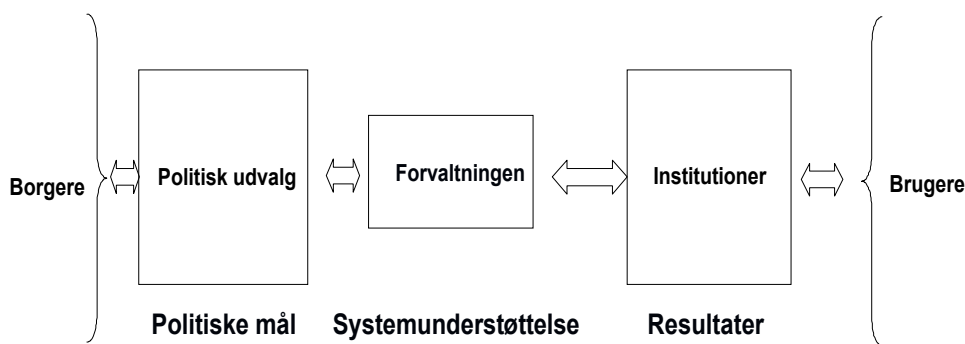 Borgere
Politisk udvalg
Forvaltningen
Institutioner
Brugere
Politiske mål
Systemunderstøttelse
Resultater